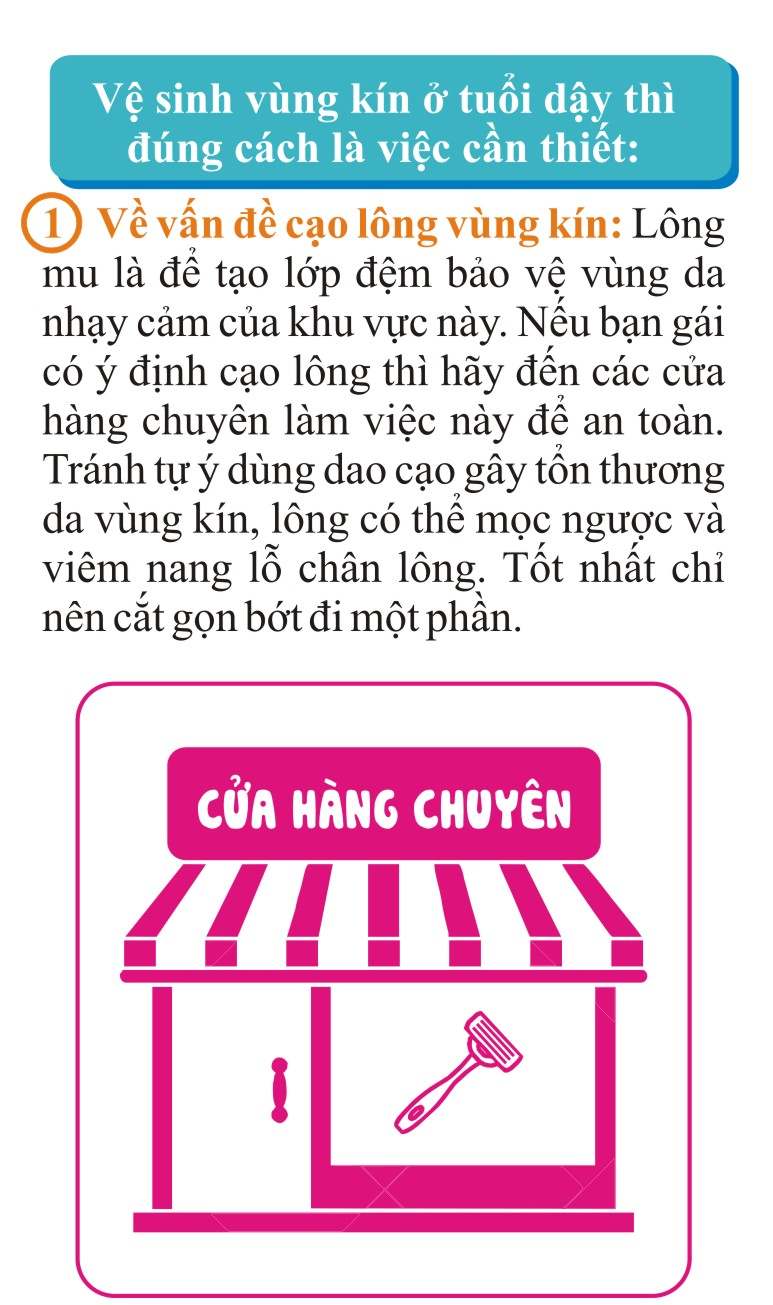 Vệ sinh vùng kín ở tuổi dậy thì
đúng cách là việc cần thiết:
1 Về vấn đề cạo lông vùng kín: Lông
mu là để tạo lớp đệm bảo vệ vùng da
nhạy cảm của khu vực này. Nếu bạn gái
có ý định cạo lông thì hãy đến các cửa
hàng chuyên làm việc này để an toàn.
Tránh tự ý dùng dao cạo gây tổn thương
da vùng kín, lông có thể mọc ngược và
viêm nang lỗ chân lông. Tốt nhất chỉ
nên cắt gọn bớt đi một phần.
CỬA HÀNG CHUYÊN